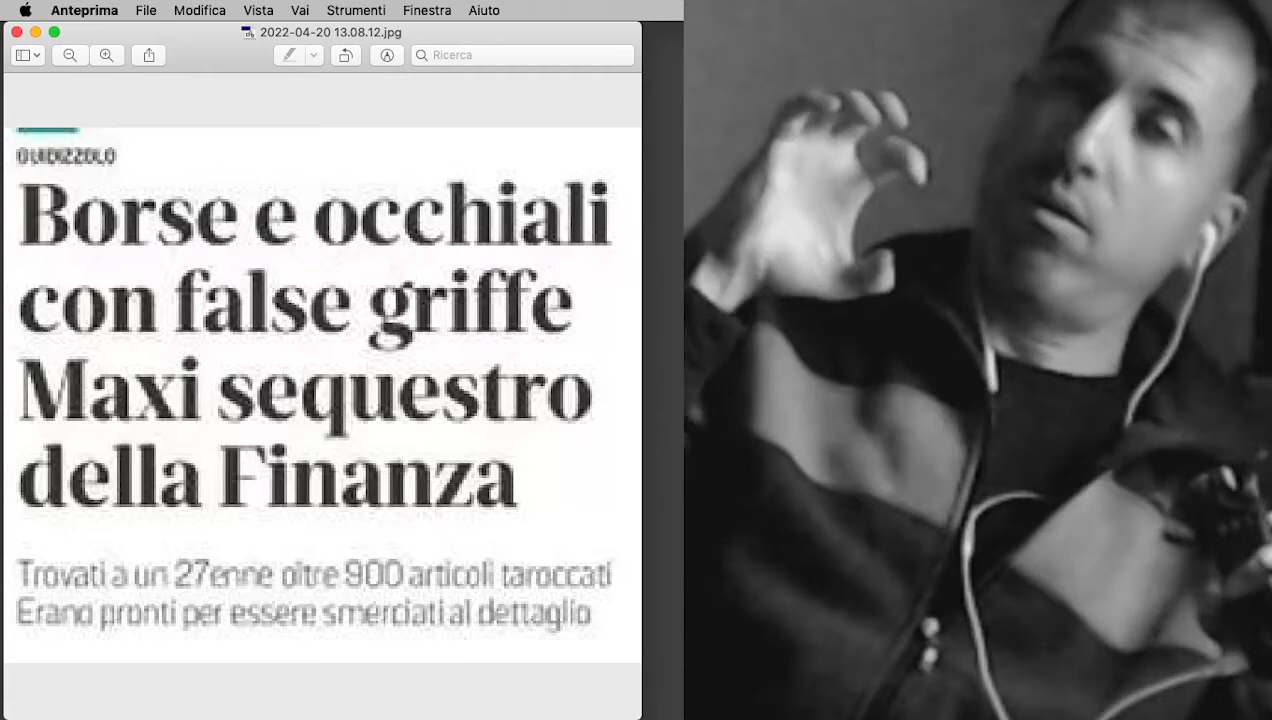 Anteprima File Modifica Vista Vai Strumenti Finestra Aiuto
2022-04-20 13.08.12.jpg
Ricerca
GUIDIZZOLO
Borse e occhiali
con false griffe
Maxi sequestro
della Finanza
Trovati a un 27enne oltre 900 articoli taroccati
Erano pronti per essere smerciati al dettaglio